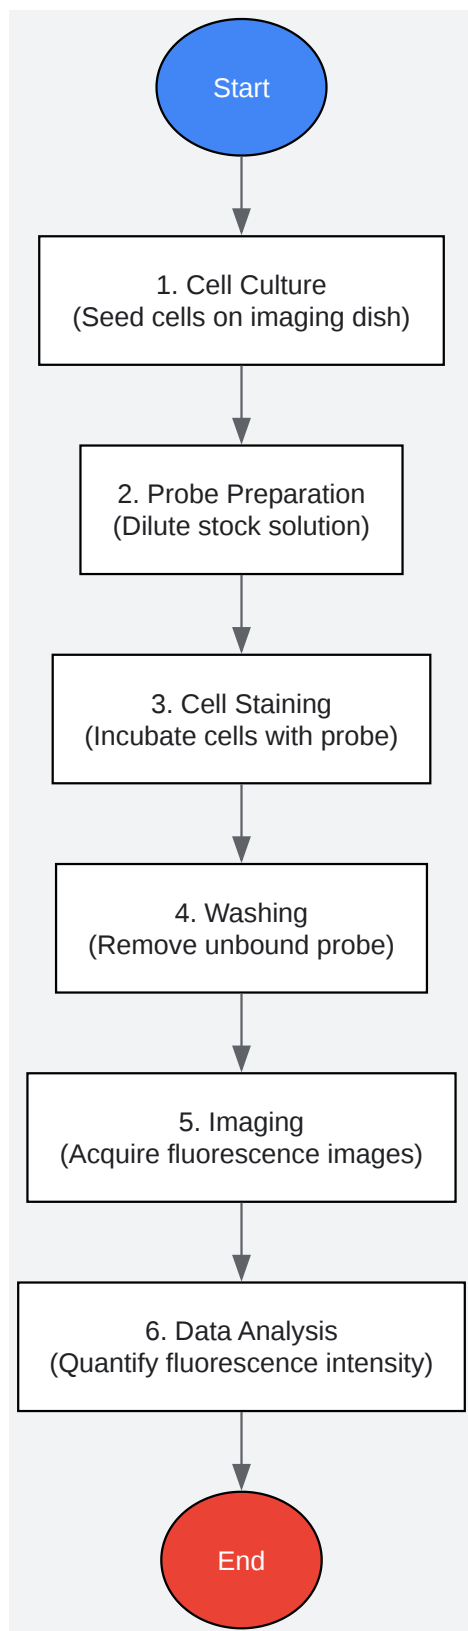 Start
1. Cell Culture
(Seed cells on imaging dish)
2. Probe Preparation
(Dilute stock solution)
3. Cell Staining
(Incubate cells with probe)
4. Washing
(Remove unbound probe)
5. Imaging
(Acquire fluorescence images)
6. Data Analysis
(Quantify fluorescence intensity)
End